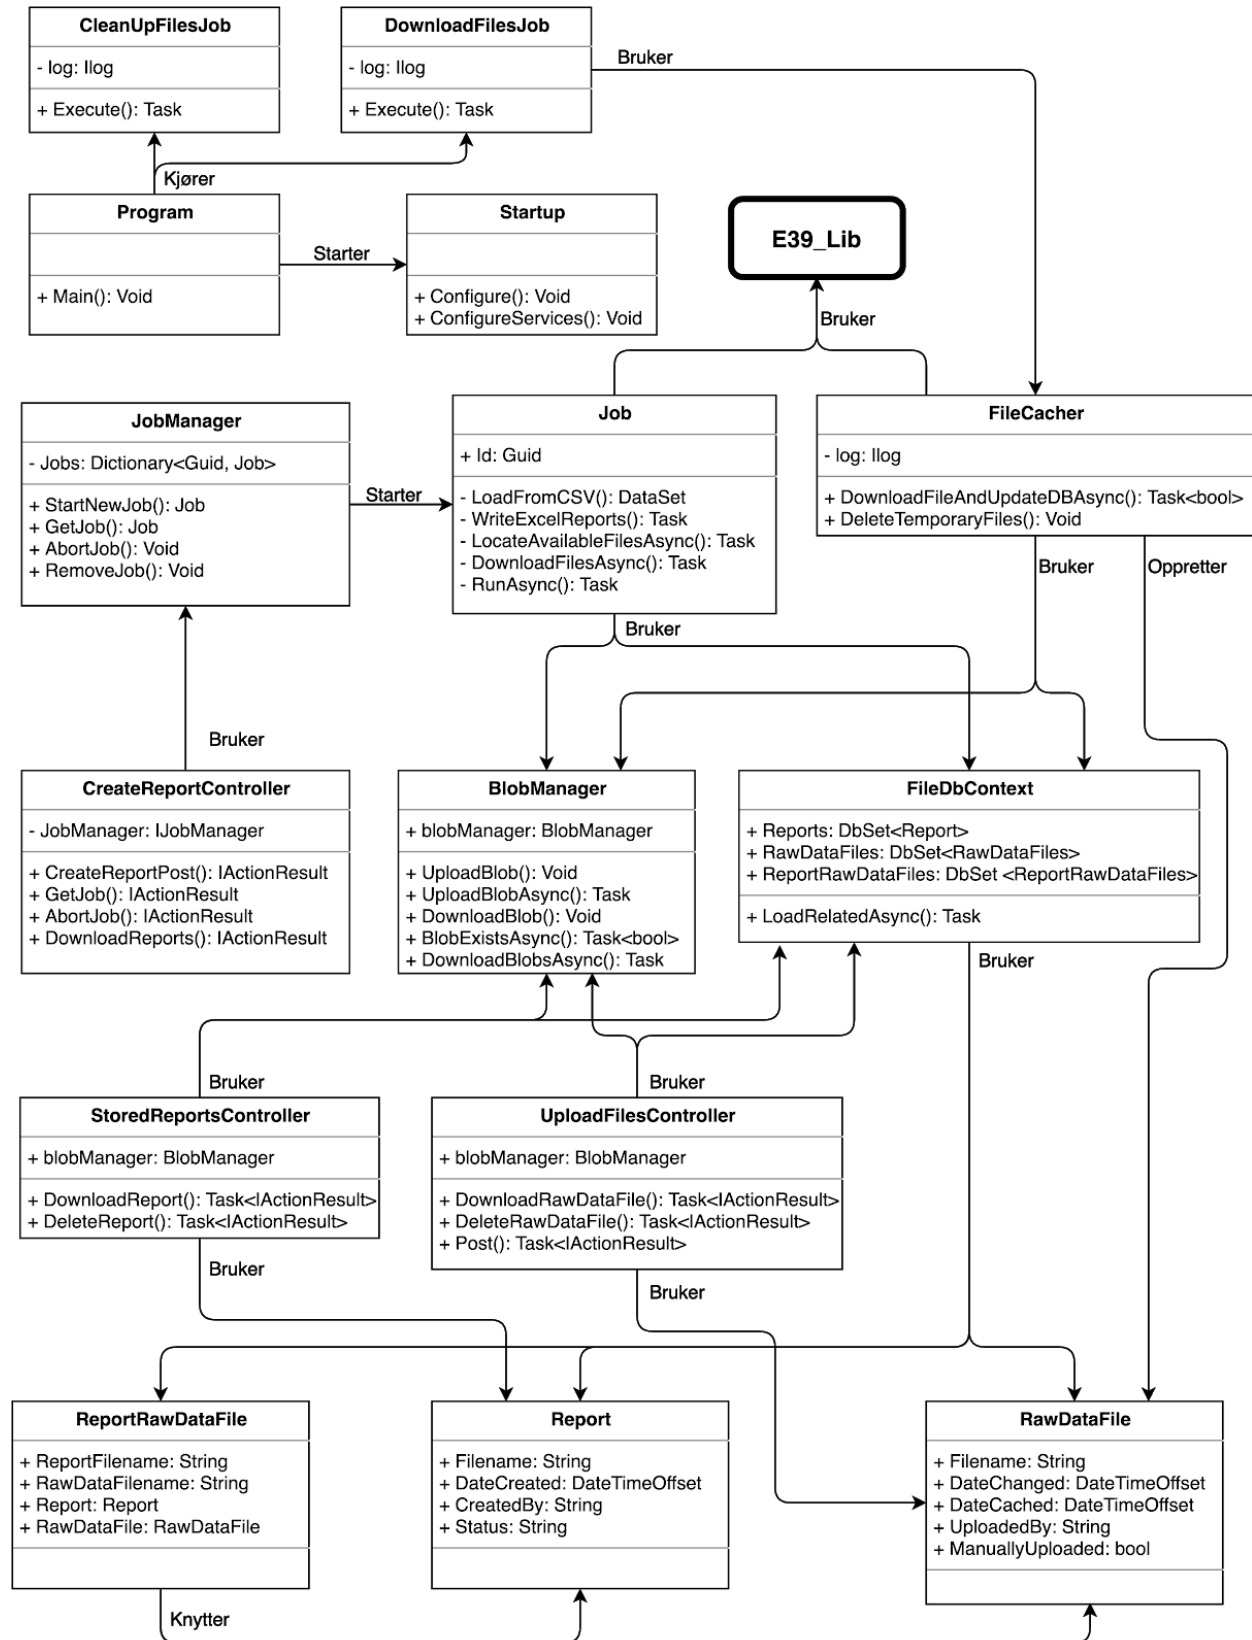 CleanUpFilesJob
- log: Ilog
+ Execute(): Task
DownloadFilesJob
- log: Ilog
+ Execute(): Task
Bruker
Kjører
Program
+ Main(): Void
Starter
Startup
+ Configure(): Void
+ ConfigureServices(): Void
E39_Lib
Bruker
JobManager
- Jobs: Dictionary<Guid, Job>
+ StartNewJob(): Job
+ GetJob(): Job
+ AbortJob(): Void
+ RemoveJob(): Void
Starter
Job
+ Id: Guid
- LoadFromCSV(): DataSet
- WriteExcelReports(): Task
- LocateAvailableFilesAsync(): Task
- DownloadFilesAsync(): Task
- RunAsync(): Task
FileCacher
- log: Ilog
+ DownloadFileAndUpdateDBAsync(): Task<bool>
+ DeleteTemporaryFiles(): Void
Bruker
Bruker
Oppretter
Bruker
CreateReportController
- JobManager: IJobManager
+ CreateReportPost(): IActionResult
+ GetJob(): IActionResult
+ AbortJob(): IActionResult
+ DownloadReports(): IActionResult
BlobManager
+ blobManager: BlobManager
+ UploadBlob(): Void
+ UploadBlobAsync(): Task
+ DownloadBlob(): Void
+ BlobExistsAsync(): Task<bool>
+ DownloadBlobsAsync(): Task
FileDbContext
+ Reports: DbSet<Report>
+ RawDataFiles: DbSet<RawDataFiles>
+ ReportRawDataFiles: DbSet <ReportRawDataFiles>
+ LoadRelatedAsync(): Task
Bruker
Bruker
Bruker
StoredReportsController
+ blobManager: BlobManager
+ DownloadReport(): Task<IActionResult>
+ DeleteReport(): Task<IActionResult>
UploadFilesController
+ blobManager: BlobManager
+ DownloadRawDataFile(): Task<IActionResult>
+ DeleteRawDataFile(): Task<IActionResult>
+ Post(): Task<IActionResult>
Bruker
Bruker
ReportRawDataFile
+ ReportFilename: String
+ RawDataFilename: String
+ Report: Report
+ RawDataFile: RawDataFile
Report
+ Filename: String
+ DateCreated: DateTimeOffset
+ CreatedBy: String
+ Status: String
RawDataFile
+ Filename: String
+ DateChanged: DateTimeOffset
+ DateCached: DateTimeOffset
+ UploadedBy: String
+ ManuallyUploaded: bool
Knytter